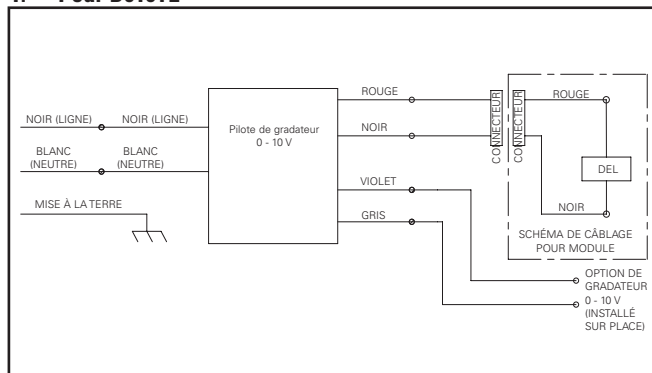 ROUGE
NOIR (LIGNE) NOIR (LIGNE)
BLANC
(NEUTRE)
BLANC
(NEUTRE)
MISE À LA TERRE
Pilote de gradateur
0 - 10 V
NOIR
VIOLET
GRIS
CONNECTEUR
CONNECTEUR
ROUGE
DEL
NOIR
SCHÉMA DE CÂBLAGE
POUR MODULE
OPTION DE
GRADATEUR
0 - 10 V
(INSTALLÉ
SUR PLACE)